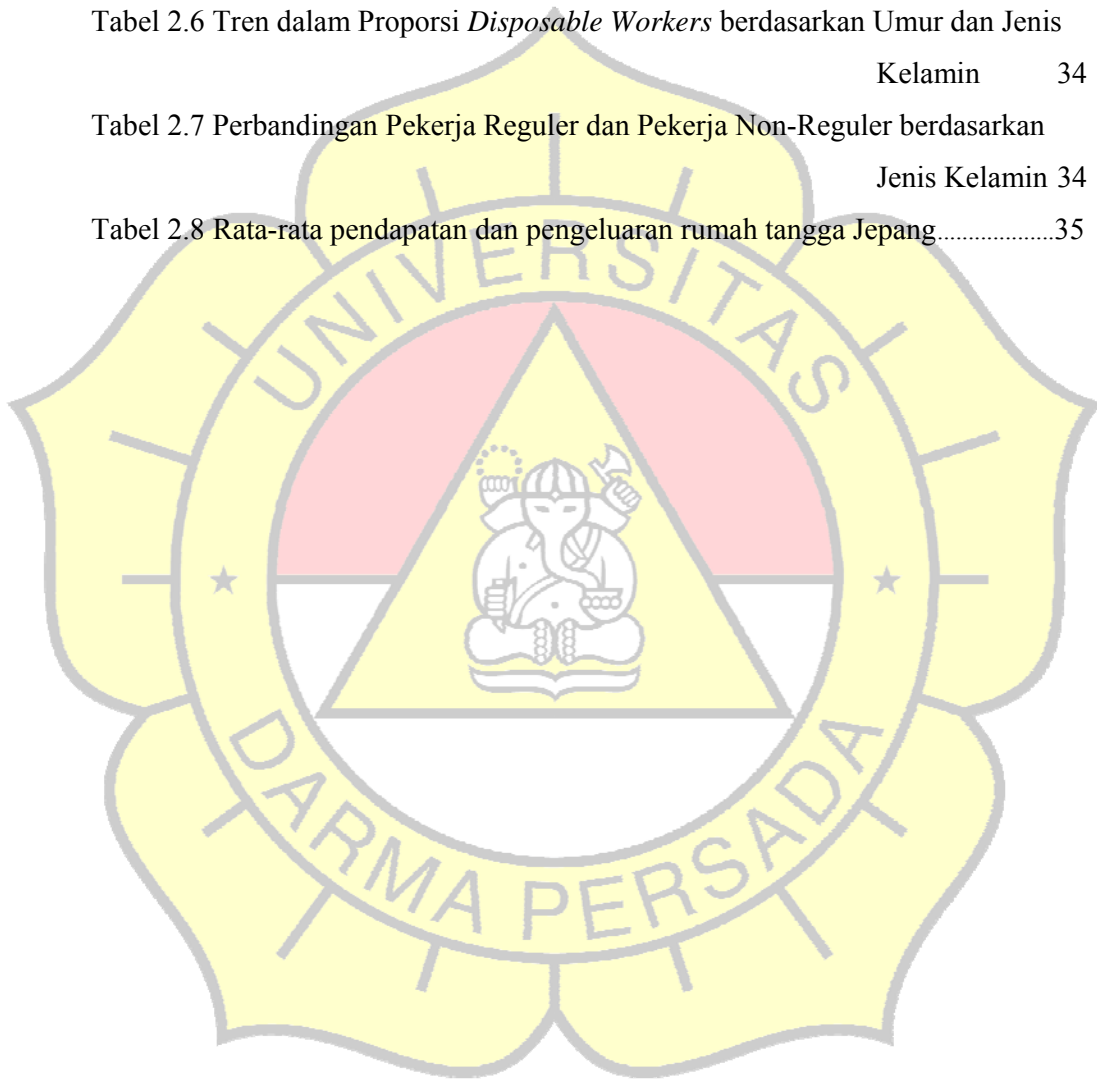 Tabel 2.6 Tren dalam Proporsi Disposable Workers berdasarkan Umur dan Jenis
Kelamin 34
Tabel 2.7 Perbandingan Pekerja Reguler dan Pekerja Non-Reguler berdasarkan
Jenis Kelamin 34
Tabel 2.8 Rata-rata pendapatan dan pengeluaran rumah tangga Jepang...................35
UNIVERSITAS
DARMA PERSADA